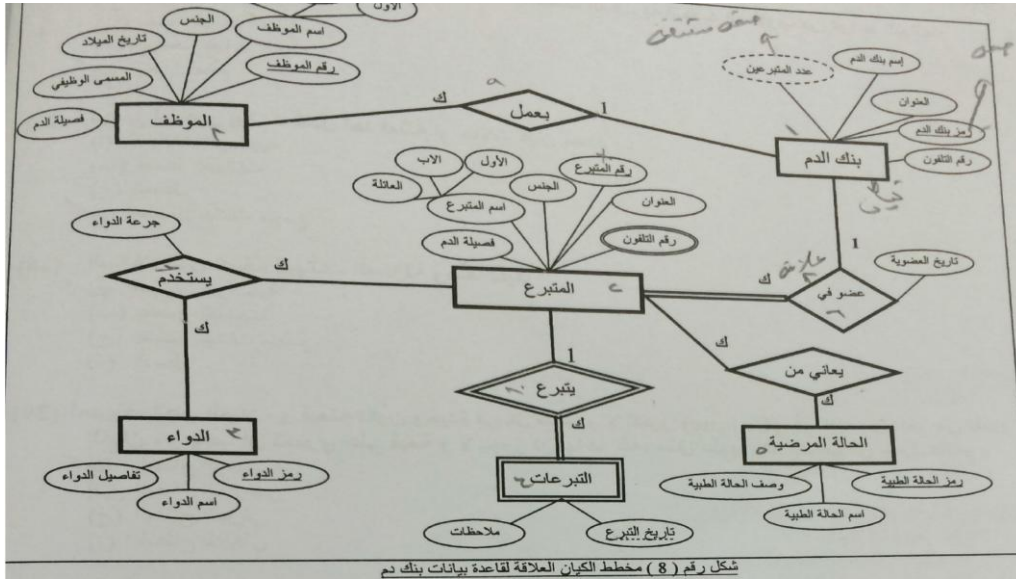 الأول
الجنس
اسم الموظف
تاريخ الميلاد
رقم الموظف
المسمى الوظيفي
فصيلة الدم
الموظف
ك
يعمل
1
صفة مشتقة
عدد المتبرعين
إسم بنك الدم
العنوان
رمز بنك الدم
رقم التلفون
بنك الدم
1
الأول
الاب
العائلة
اسم المتبرع
الجنس
رقم المتبرع
العنوان
رقم التلفون
فصيلة الدم
المتبرع
ك
علاقة
عضو في
تاريخ العضوية
جرعة الدواء
يستخدم
ك
ك
1
يتبرع
ك
ك
يعاني من
ك
الدواء
تفاصيل الدواء
رمز الدواء
اسم الدواء
التبرعات
ملاحظات
تاريخ التبرع
الحالة المرضية
وصف الحالة الطبية
رمز الحالة الطبية
اسم الحالة الطبية
شكل رقم ( 8 ) مخطط الكيان العلاقة لقاعدة بيانات بنك دم